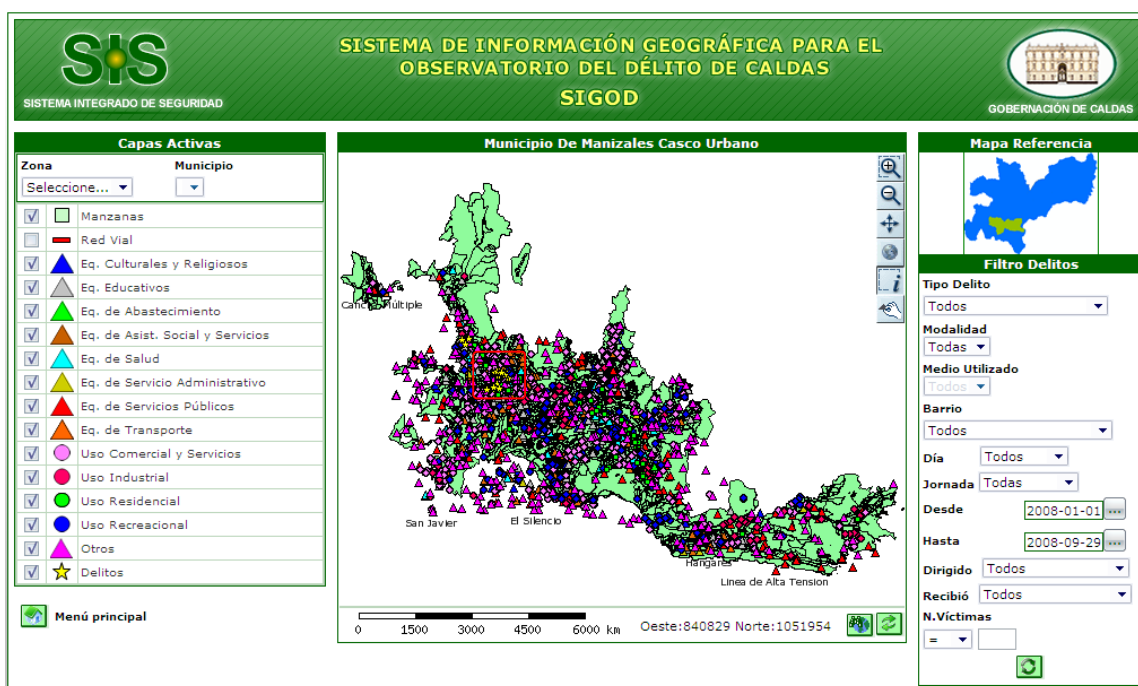 SIS
SISTEMA INTEGRADO DE SEGURIDAD
SISTEMA DE INFORMACIÓN GEOGRÁFICA PARA EL
OBSERVATORIO DEL DÉLITO DE CALDAS
SIGOD
GOBERNACIÓN DE CALDAS
Capas Activas
Zona Municipio
Seleccione...
Manzanas
Red Vial
Eq. Culturales y Religiosos
Eq. Educativos
Eq. de Abastecimiento
Eq. de Asist. Social y Servicios
Eq. de Salud
Eq. de Servicio Administrativo
Eq. de Servicios Públicos
Eq. de Transporte
Uso Comercial y Servicios
Uso Industrial
Uso Residencial
Uso Recreacional
Otros
Delitos
Menú principal
Municipio De Manizales Casco Urbano
Múltiple
San Javier
El Silencio
Hangares
Linea de Alta Tension
0 1500 3000 4500 6000 km
Oeste:840829 Norte:1051954
Mapa Referencia
Filtro Delitos
Tipo Delito
Todos
Modalidad
Todas
Medio Utilizado
Todos
Barrio
Todos
Día Todos
Jornada Todas
Desde 2008-01-01 ...
Hasta 2008-09-29 ...
Dirigido Todos
Recibió Todos
N.Víctimas
=